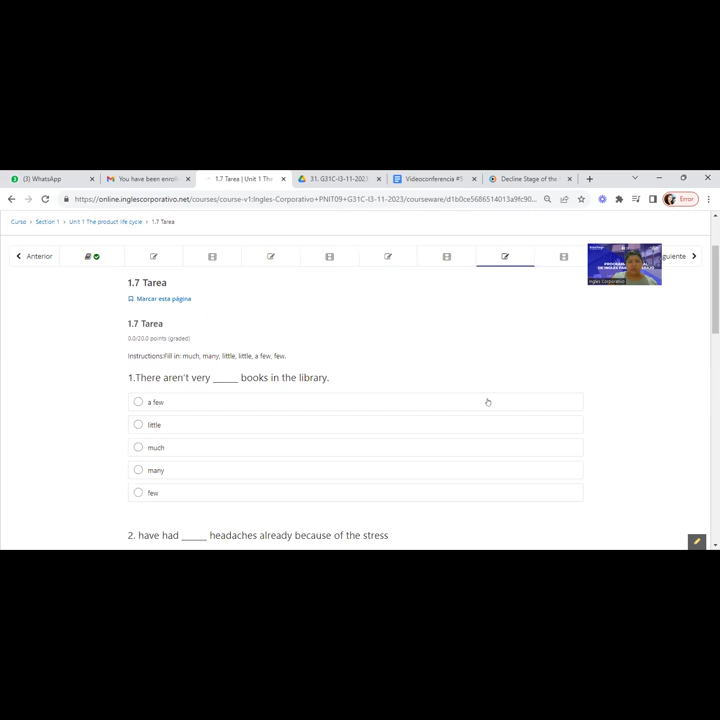 (3) WhatsApp
You have been enrol
1.7 Tarea | Unit 1 The
31. G31C-I3-11-2023
Videoconferencia #5
Decline Stage of the
https://online.inglescorporativo.net/courses/course-v1:Ingles-Corporativo+PNIT09+G31C-I3-11-2023/courseware/d1b0ce5686514013a9fc90...
Error
Curso > Section 1 > Unit 1 The product life cycle > 1.7 Tarea
Anterior
guiente
Ingles Corporativo
1.7 Tarea
Marcar esta página
1.7 Tarea
0.0/20.0 points (graded)
Instructions:Fill in: much, many, little, little, a few, few.
1.There aren't very _____ books in the library.
a few
little
much
many
few
2. have had _____ headaches already because of the stress